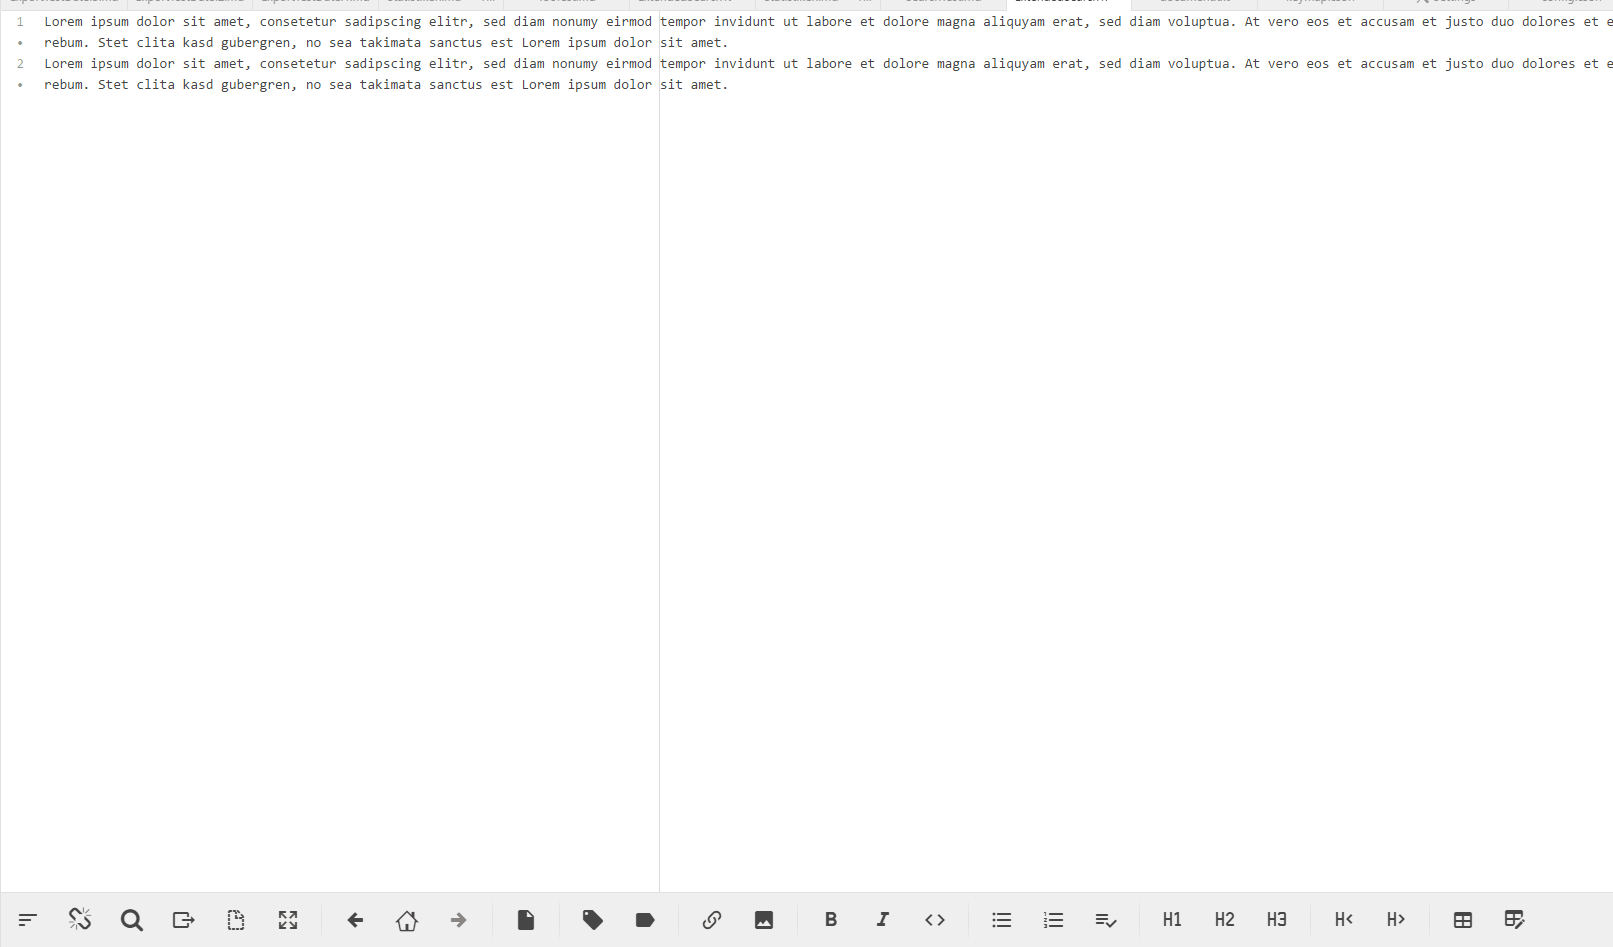 1 Lorem ipsum dolor sit amet, consetetur sadipscing elitr, sed diam nonumy eirmod tempor invidunt ut labore et dolore magna aliquyam erat, sed diam voluptua. At vero eos et accusam et justo duo dolores et
• rebum. Stet clita kasd gubergren, no sea takimata sanctus est Lorem ipsum dolor sit amet.
2 Lorem ipsum dolor sit amet, consetetur sadipscing elitr, sed diam nonumy eirmod tempor invidunt ut labore et dolore magna aliquyam erat, sed diam voluptua. At vero eos et accusam et justo duo dolores et
• rebum. Stet clita kasd gubergren, no sea takimata sanctus est Lorem ipsum dolor sit amet.
B I <> H1 H2 H3 H< H>